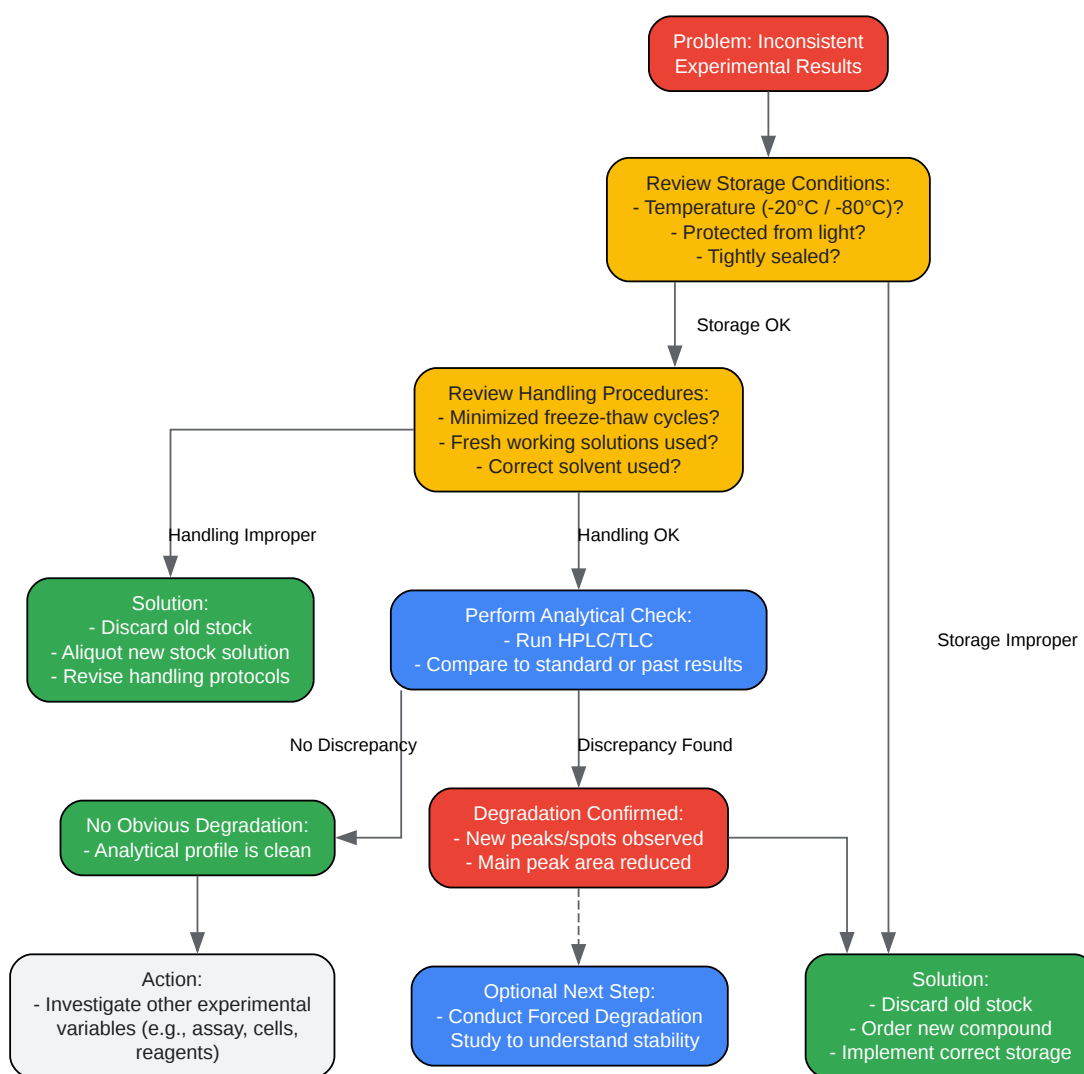 Problem: Inconsistent
Experimental Results
Review Storage Conditions:
- Temperature (-20°C / -80°C)?
- Protected from light?
- Tightly sealed?
Storage OK
Review Handling Procedures:
- Minimized freeze-thaw cycles?
- Fresh working solutions used?
- Correct solvent used?
Handling Improper
Handling OK
Solution:
- Discard old stock
- Aliquot new stock solution
- Revise handling protocols
Perform Analytical Check:
- Run HPLC/TLC
- Compare to standard or past results
Storage Improper
No Discrepancy
Discrepancy Found
No Obvious Degradation:
- Analytical profile is clean
Degradation Confirmed:
- New peaks/spots observed
- Main peak area reduced
Action:
- Investigate other experimental
variables (e.g., assay, cells,
reagents)
Optional Next Step:
- Conduct Forced Degradation
Study to understand stability
Solution:
- Discard old stock
- Order new compound
- Implement correct storage